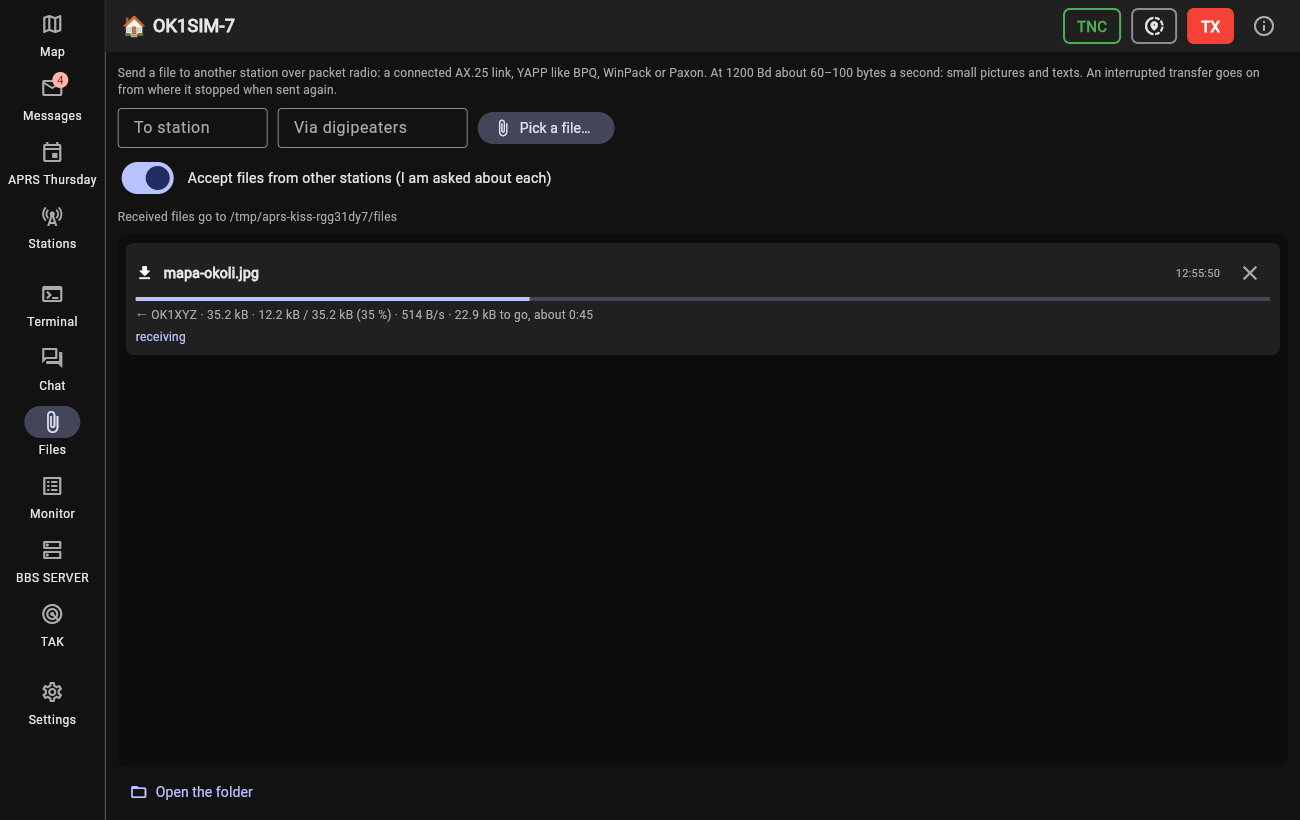 OK1SIM-7
TNC
TX
Map
4
Messages
APRS Thursday
Stations
Terminal
Chat
Files
Monitor
BBS SERVER
TAK
Settings
Send a file to another station over packet radio: a connected AX.25 link, YAPP like BPQ, WinPack or Paxon. At 1200 Bd about 60–100 bytes a second: small pictures and texts. An interrupted transfer goes on
from where it stopped when sent again.
To station
Via digipeaters
Pick a file…
Accept files from other stations (I am asked about each)
Received files go to /tmp/aprs-kiss-rgg31dy7/files
mapa-okoli.jpg
12:55:50
← OK1XYZ · 35.2 kB · 12.2 kB / 35.2 kB (35 %) · 514 B/s · 22.9 kB to go, about 0:45
receiving
Open the folder